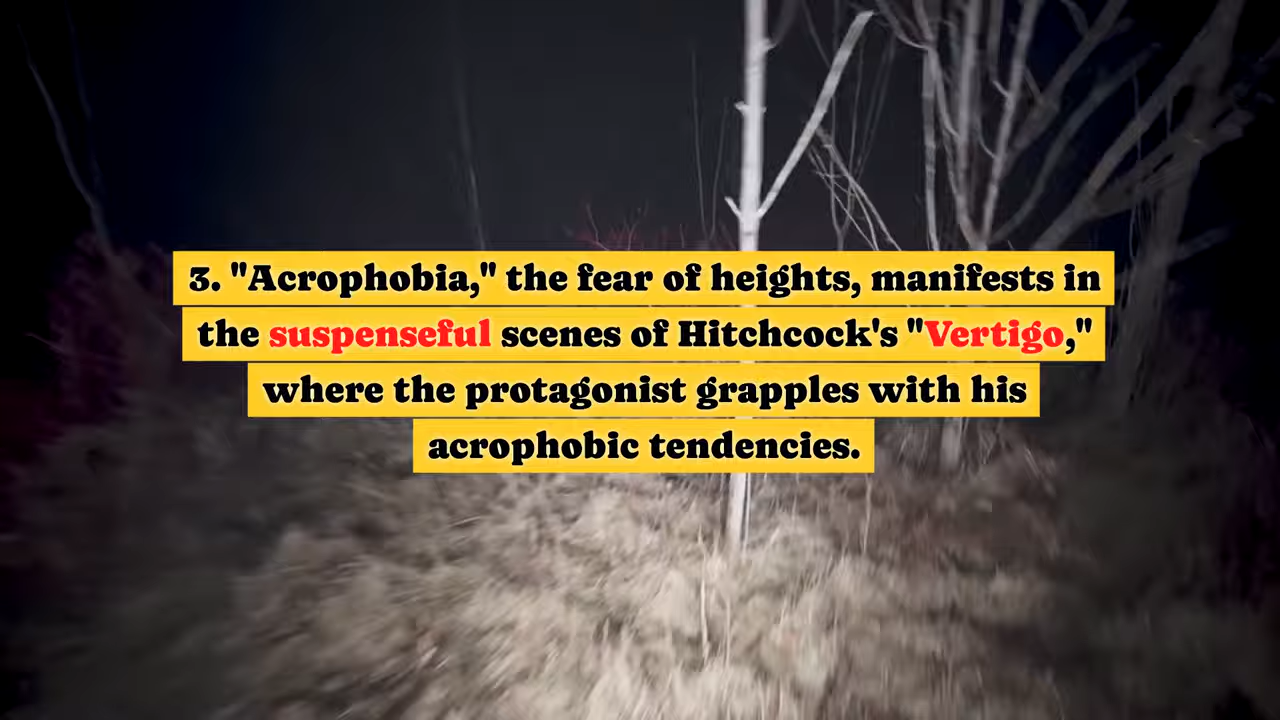 3. "Acrophobia," the fear of heights, manifests in
the suspenseful scenes of Hitchcock's "Vertigo,"
where the protagonist grapples with his
acrophobic tendencies.